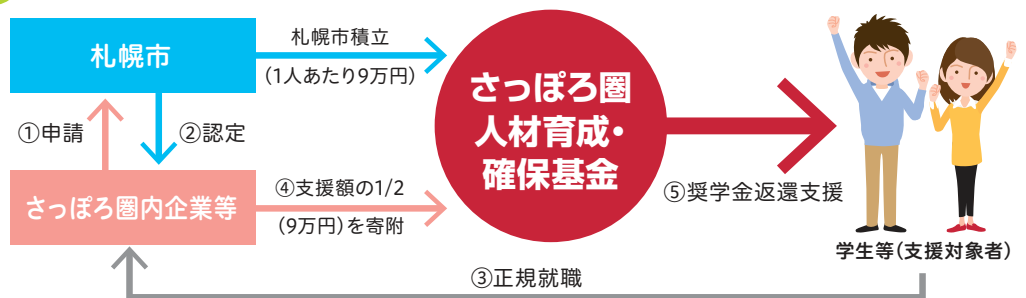 札幌市
札幌市積立
(1人あたり9万円)
①申請
②認定
さっぽろ圏内企業等
④支援額の1/2
(9万円)を寄附
さっぽろ圏
人材育成・
確保基金
⑤奨学金返還支援
学生等(支援対象者)
③正規就職